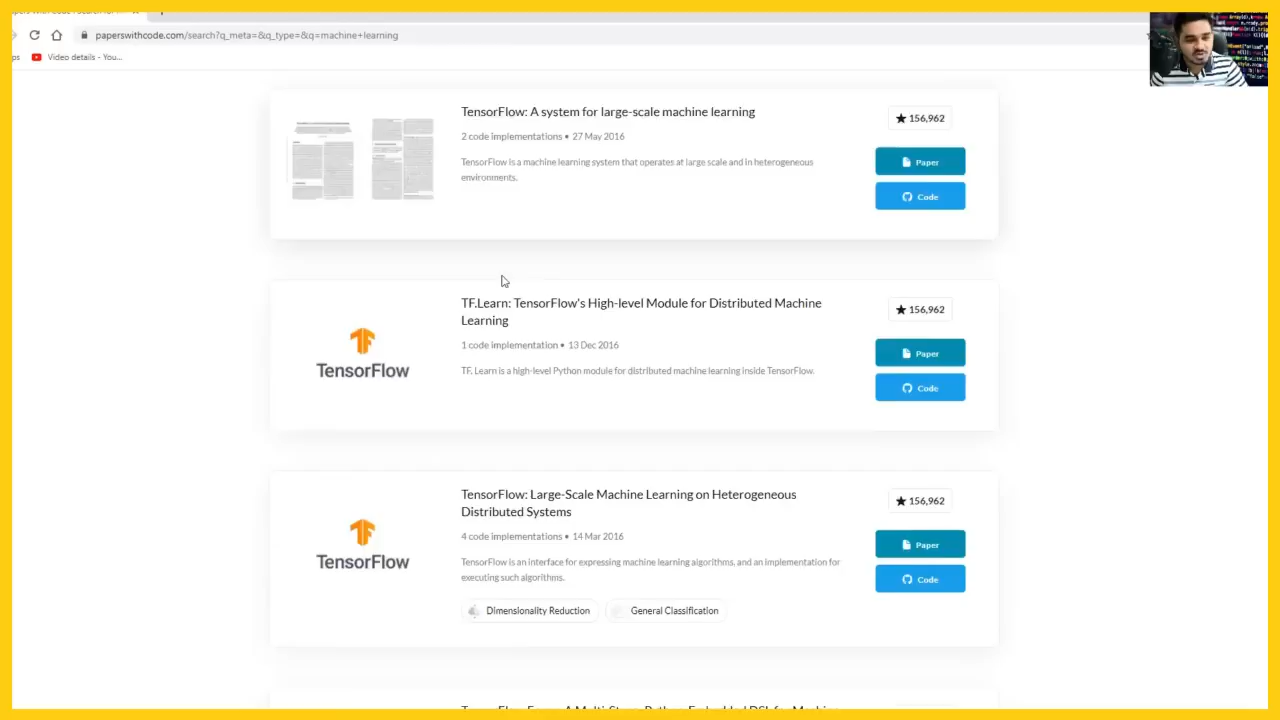 paperswithcode.com/search?q_meta=&q_type=&q=machine+learning
ps Video details - You...
TensorFlow: A system for large-scale machine learning
156,962
2 code implementations • 27 May 2016
TensorFlow is a machine learning system that operates at large scale and in heterogeneous
environments.
Paper
Code
TF.Learn: TensorFlow's High-level Module for Distributed Machine
Learning
156,962
1 code implementation • 13 Dec 2016
TF. Learn is a high-level Python module for distributed machine learning inside TensorFlow.
Paper
Code
TensorFlow
TensorFlow: Large-Scale Machine Learning on Heterogeneous
Distributed Systems
156,962
4 code implementations • 14 Mar 2016
TensorFlow is an interface for expressing machine learning algorithms, and an implementation for
executing such algorithms.
Paper
Code
TensorFlow
Dimensionality Reduction
General Classification